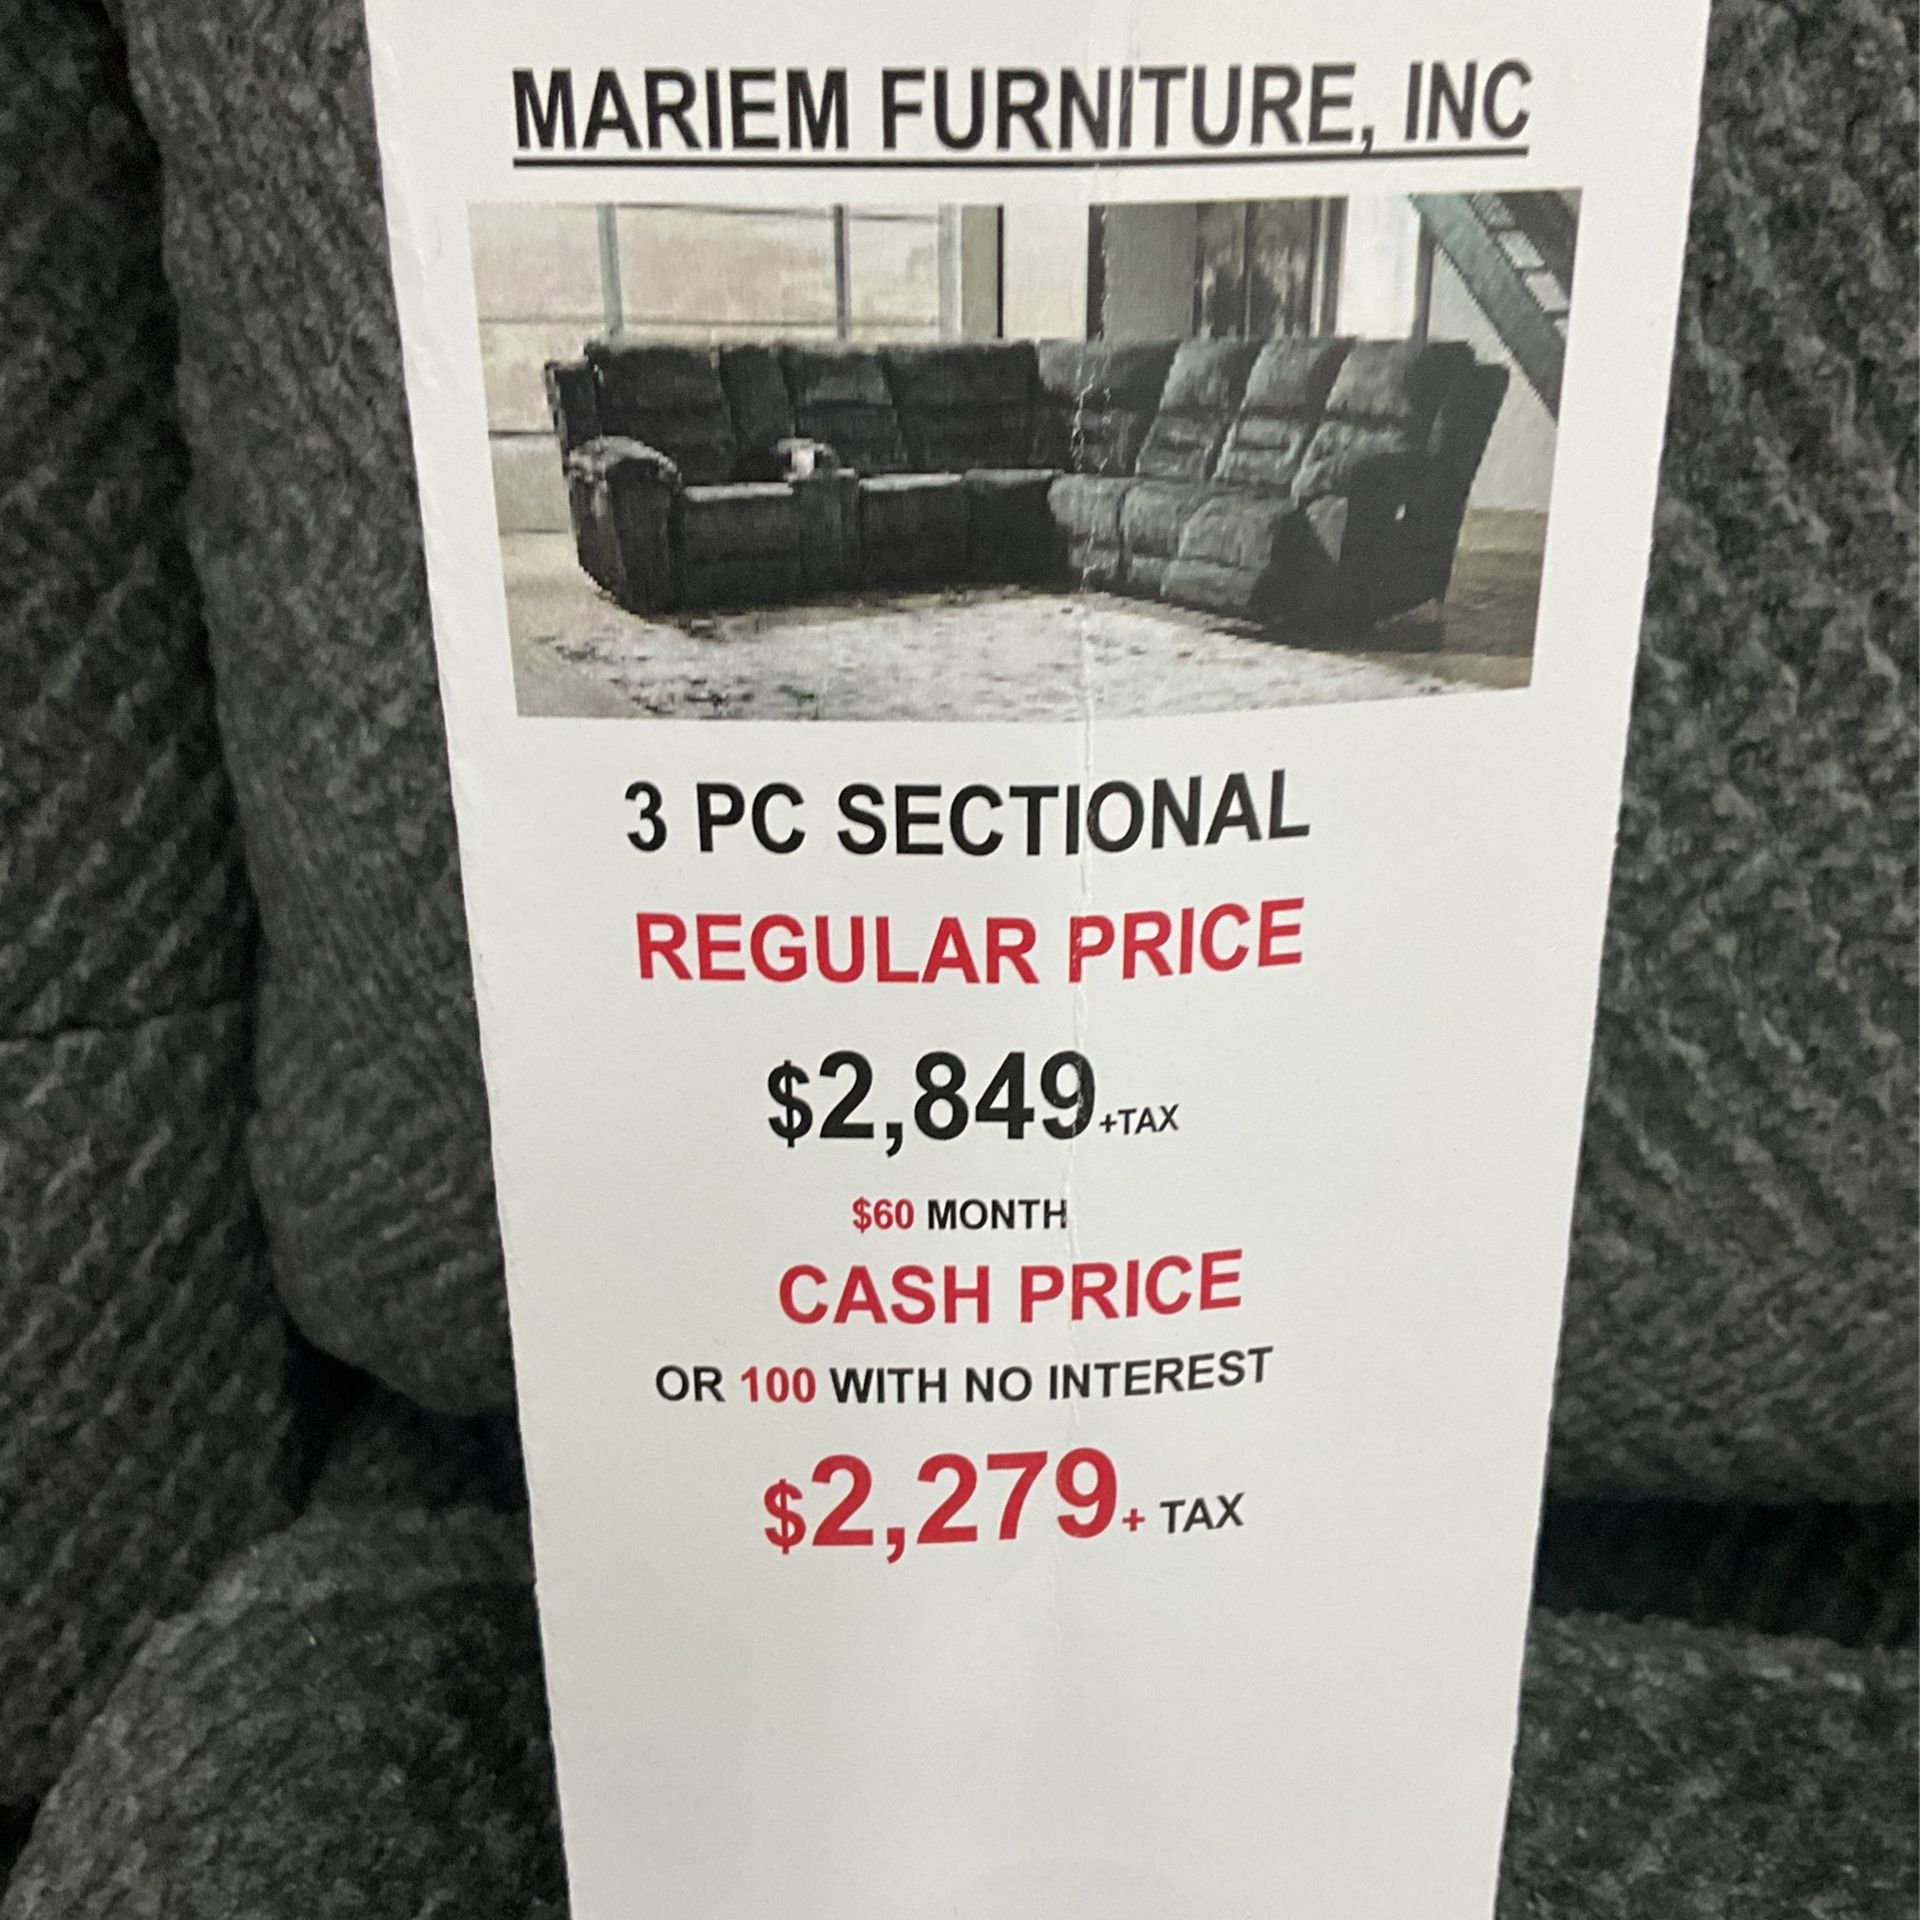 MARIEM FURNITURE, INC
3 PC SECTIONAL
REGULAR PRICE
$2,849+TAX
$60 MONTH
CASH PRICE
OR 100 WITH NO INTEREST
$2,279+ TAX